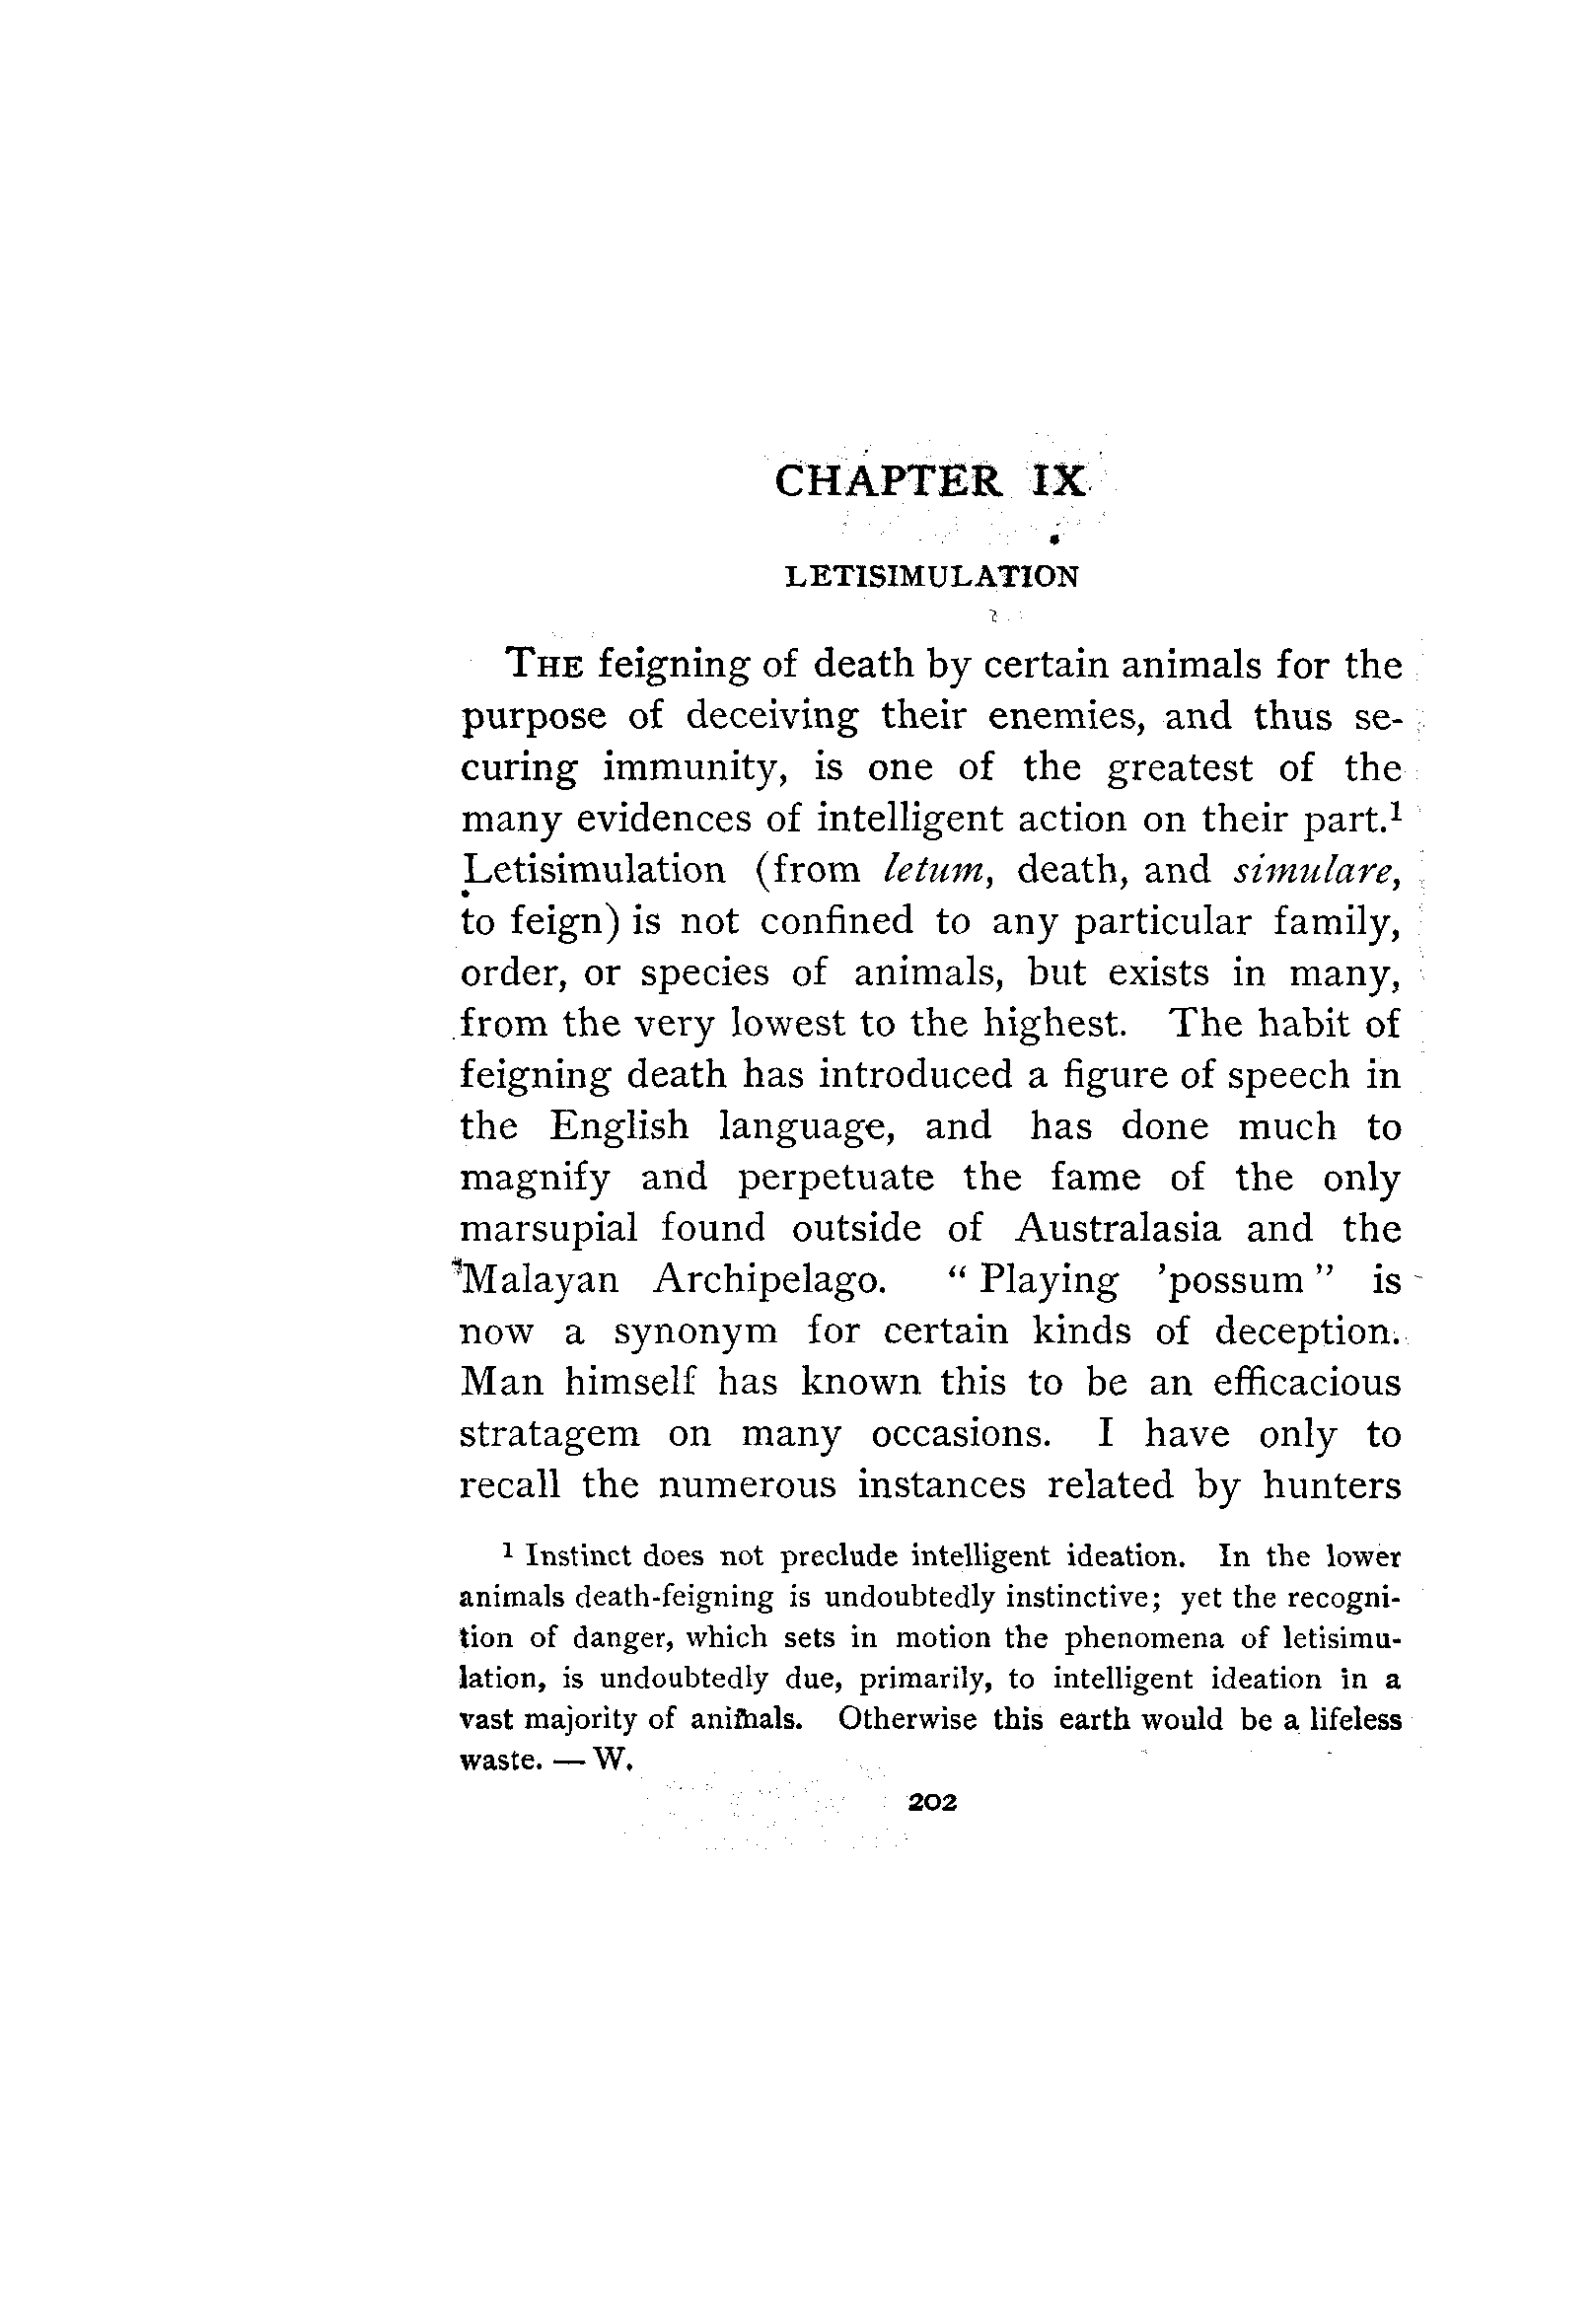 CHAPTER IX
LETISIMULATION
THE feigning of death by certain animals for the
purpose of deceiving their enemies, and thus se-
curing immunity, is one of the greatest of the
many evidences of intelligent action on their part.¹
Letisimulation (from letum, death, and simulare,
to feign) is not confined to any particular family,
order, or species of animals, but exists in many,
from the very lowest to the highest. The habit of
feigning death has introduced a figure of speech in
the English language, and has done much to
magnify and perpetuate the fame of the only
marsupial found outside of Australasia and the
Malayan Archipelago. "Playing 'possum" is
now a synonym for certain kinds of deception.
Man himself has known this to be an efficacious
stratagem on many occasions. I have only to
recall the numerous instances related by hunters
¹ Instinct does not preclude intelligent ideation. In the lower
animals death-feigning is undoubtedly instinctive; yet the recogni-
tion of danger, which sets in motion the phenomena of letisimu-
lation, is undoubtedly due, primarily, to intelligent ideation in a
vast majority of animals. Otherwise this earth would be a lifeless
waste. — W.
202